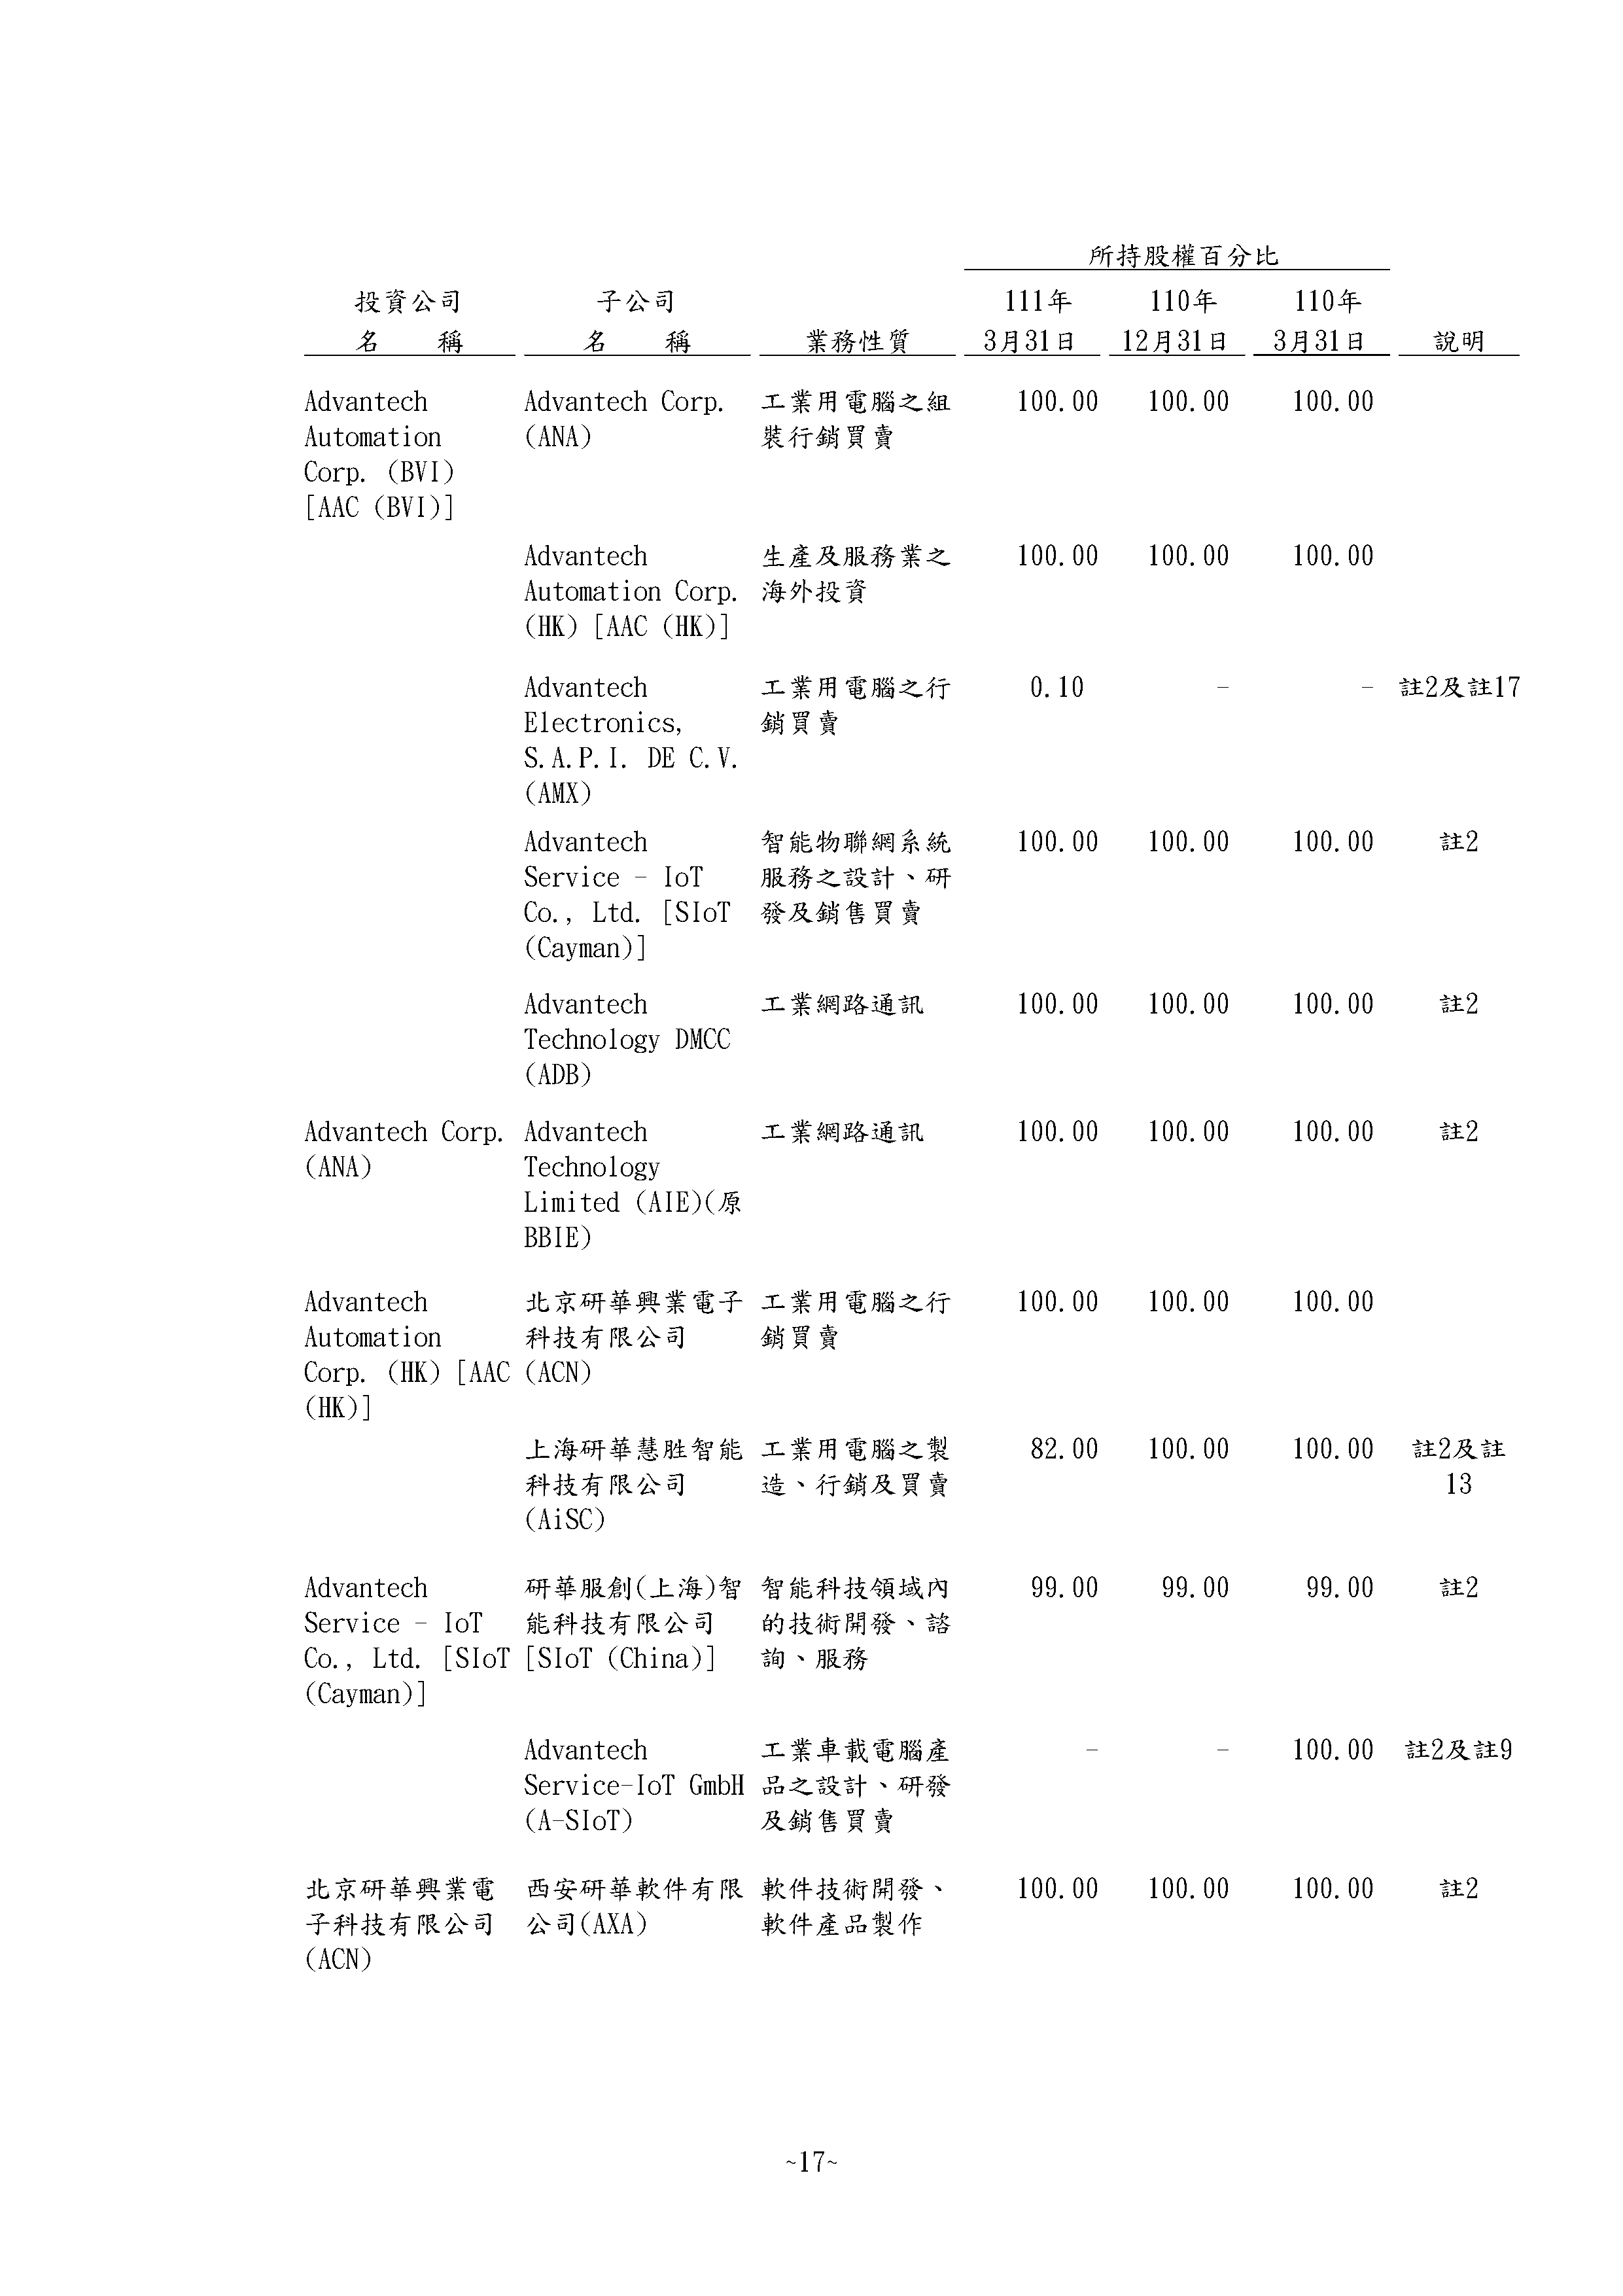 所持股權百分比
投資公司 子公司 111年 110年 110年
名 稱 名 稱 業務性質 3月31日 12月31日 3月31日 說明
Advantech Advantech Corp. 工業用電腦之組 100.00 100.00 100.00
Automation (ANA) 裝行銷買賣
Corp. (BVI)
[AAC (BVI)]
Advantech 生產及服務業之 100.00 100.00 100.00
Automation Corp. 海外投資
(HK) [AAC (HK)]
Advantech 工業用電腦之行 0.10 - - 註2及註17
Electronics, 銷買賣
S.A.P.I. DE C.V.
(AMX)
Advantech 智能物聯網系統 100.00 100.00 100.00 註2
Service - IoT 服務之設計、研
Co., Ltd. [SIoT 發及銷售買賣
(Cayman)]
Advantech 工業網路通訊 100.00 100.00 100.00 註2
Technology DMCC
(ADB)
Advantech Corp. Advantech 工業網路通訊 100.00 100.00 100.00 註2
(ANA) Technology
Limited (AIE)(原
BBIE)
Advantech 北京研華興業電子 工業用電腦之行 100.00 100.00 100.00
Automation 科技有限公司 銷買賣
Corp. (HK) [AAC (ACN)
(HK)]
上海研華慧胜智能 工業用電腦之製 82.00 100.00 100.00 註2及註
科技有限公司 造、行銷及買賣 13
(AiSC)
Advantech 研華服創(上海)智 智能科技領域內 99.00 99.00 99.00 註2
Service - IoT 能科技有限公司 的技術開發、諮
Co., Ltd. [SIoT [SIoT (China)] 詢、服務
(Cayman)]
Advantech 工業車載電腦產 - - 100.00 註2及註9
Service-IoT GmbH 品之設計、研發
(A-SIoT) 及銷售買賣
北京研華興業電 西安研華軟件有限 軟件技術開發、 100.00 100.00 100.00 註2
子科技有限公司 公司(AXA) 軟件產品製作
(ACN)
~17~